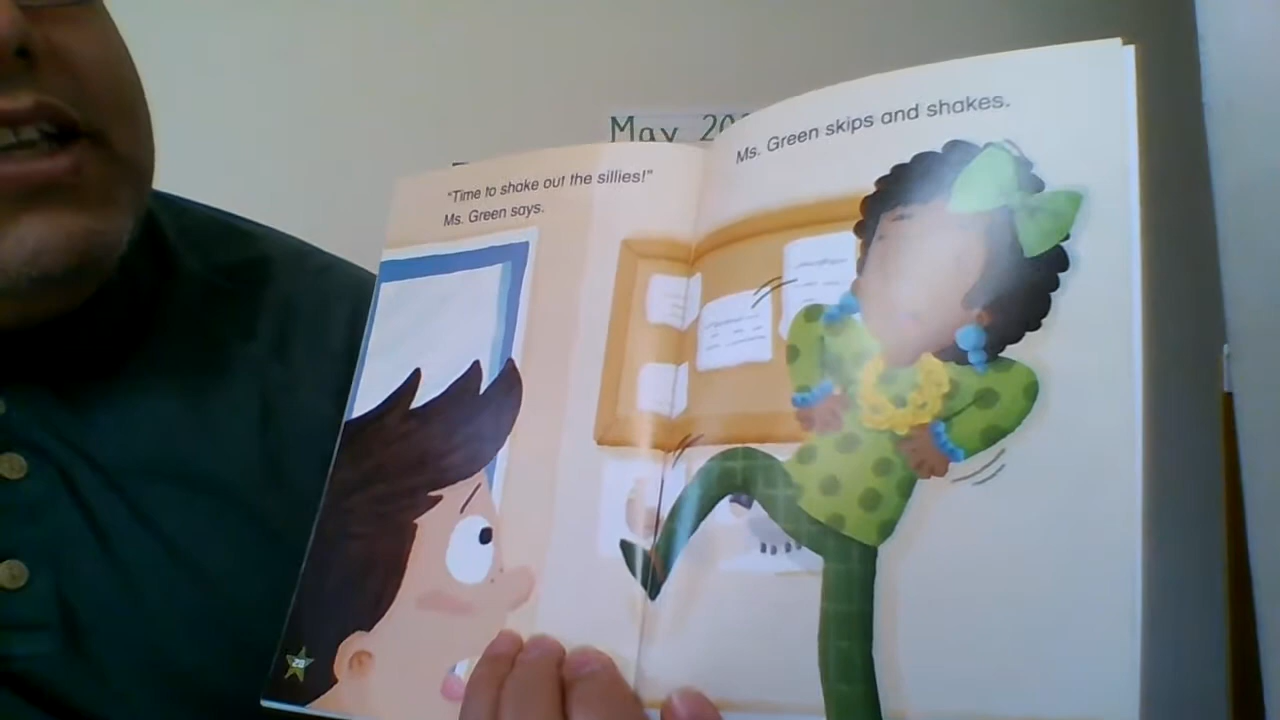 May 20
"Time to shake out the sillies!"
Ms. Green says.
Ms. Green skips and shakes.